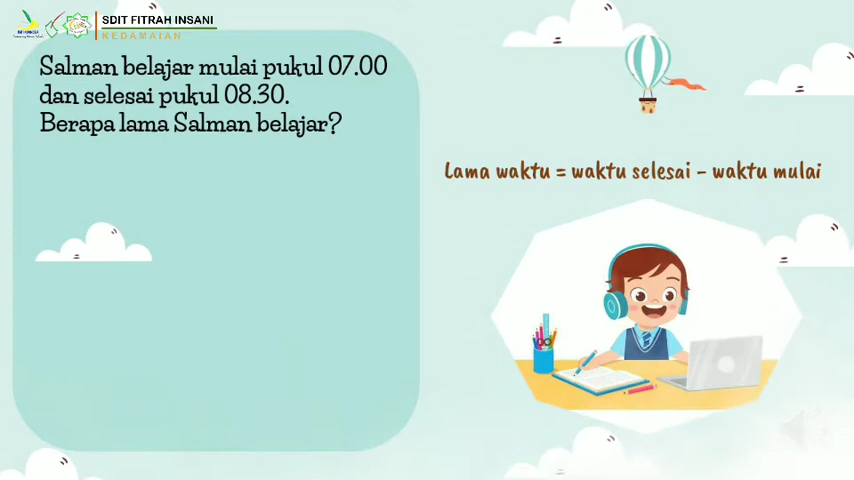 SDIT FITRAH INSANI
KEDAMAIAN
Salman belajar mulai pukul 07.00
dan selesai pukul 08.30.
Berapa lama Salman belajar?
Lama waktu = waktu selesai - waktu mulai